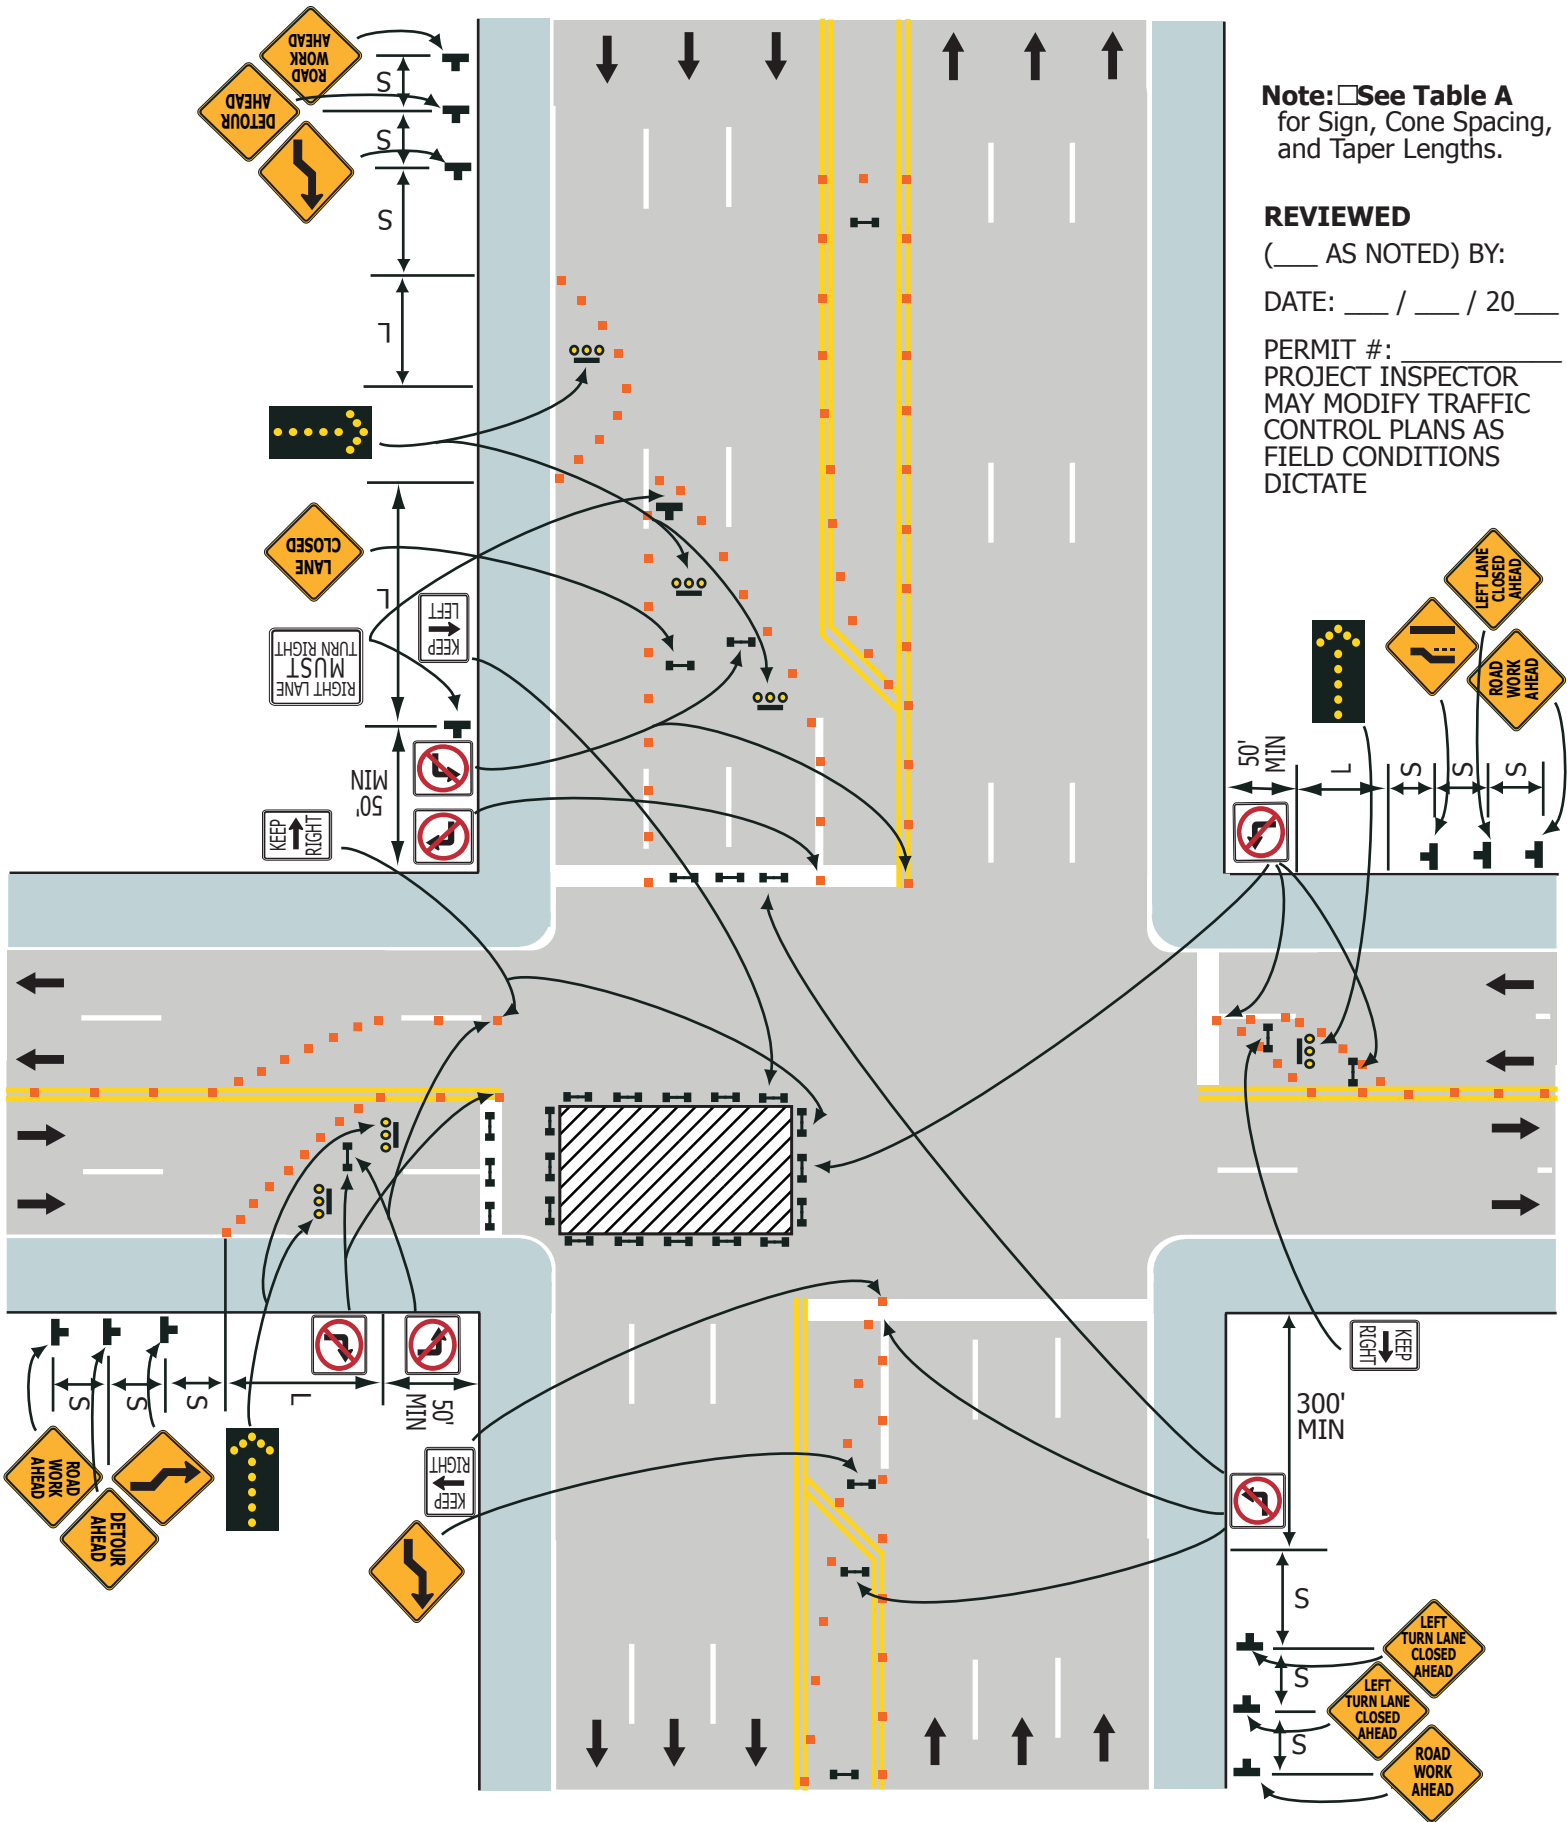 ROAD
WORK
AHEAD
S
DETOUR
AHEAD
S
S
L
LANE
CLOSED
L
KEEP
LEFT
RIGHT LANE
MUST
TURN RIGHT
50'
MIN
KEEP
RIGHT
Note: □See Table A
for Sign, Cone Spacing,
and Taper Lengths.
REVIEWED
(___ AS NOTED) BY:
DATE: ___ / ___ / 20___
PERMIT #: ___________
PROJECT INSPECTOR
MAY MODIFY TRAFFIC
CONTROL PLANS AS
FIELD CONDITIONS
DICTATE
LEFT LANE
CLOSED
AHEAD
ROAD
WORK
AHEAD
50'
MIN
L
S
S
S
KEEP
RIGHT
300'
MIN
S
S
S
LEFT
TURN LANE
CLOSED
AHEAD
LEFT
TURN LANE
CLOSED
AHEAD
ROAD
WORK
AHEAD
S
S
S
L
50'
MIN
ROAD
WORK
AHEAD
DETOUR
AHEAD
KEEP
RIGHT